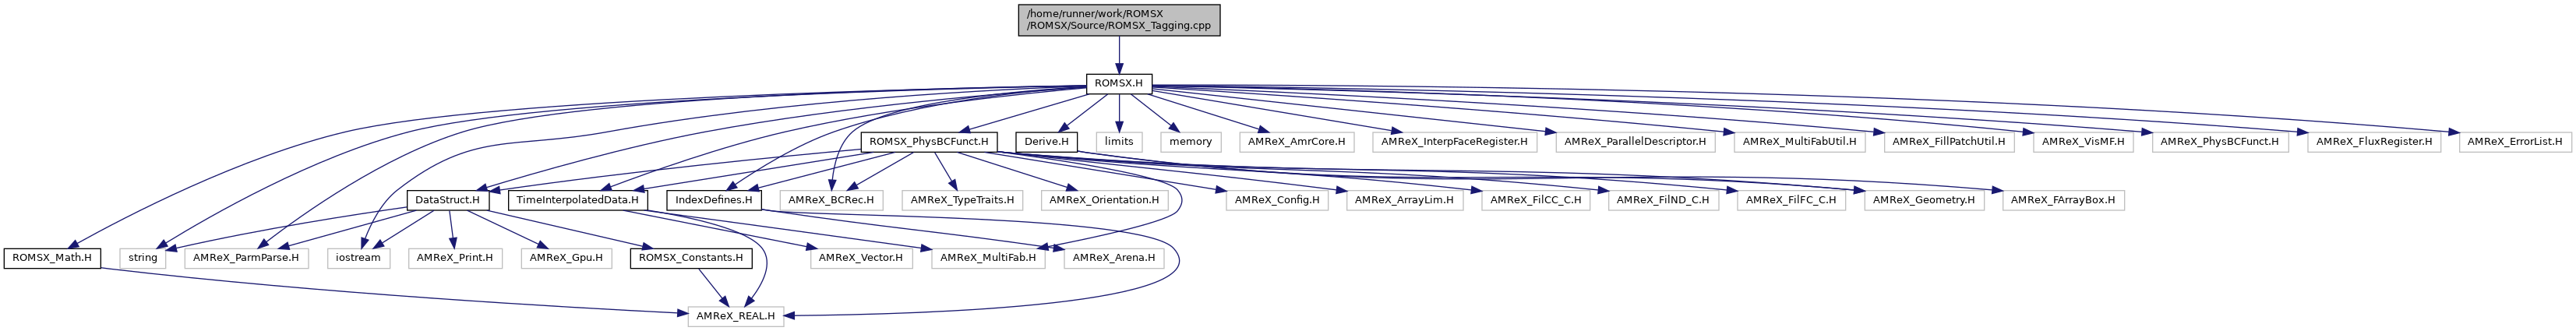 /home/runner/work/ROMSX
/ROMSX/Source/ROMSX_Tagging.cpp
ROMSX.H
ROMSX_PhysBCFunct.H
Derive.H
limits
memory
AMReX_AmrCore.H
AMReX_InterpFaceRegister.H
AMReX_ParallelDescriptor.H
AMReX_MultiFabUtil.H
AMReX_FillPatchUtil.H
AMReX_VisMF.H
AMReX_PhysBCFunct.H
AMReX_FluxRegister.H
AMReX_ErrorList.H
DataStruct.H
TimeInterpolatedData.H
IndexDefines.H
AMReX_BCRec.H
AMReX_TypeTraits.H
AMReX_Orientation.H
AMReX_Config.H
AMReX_ArrayLim.H
AMReX_FilCC_C.H
AMReX_FilND_C.H
AMReX_FilFC_C.H
AMReX_Geometry.H
AMReX_FArrayBox.H
ROMSX_Math.H
string
AMReX_ParmParse.H
iostream
AMReX_Print.H
AMReX_Gpu.H
ROMSX_Constants.H
AMReX_Vector.H
AMReX_MultiFab.H
AMReX_Arena.H
AMReX_REAL.H